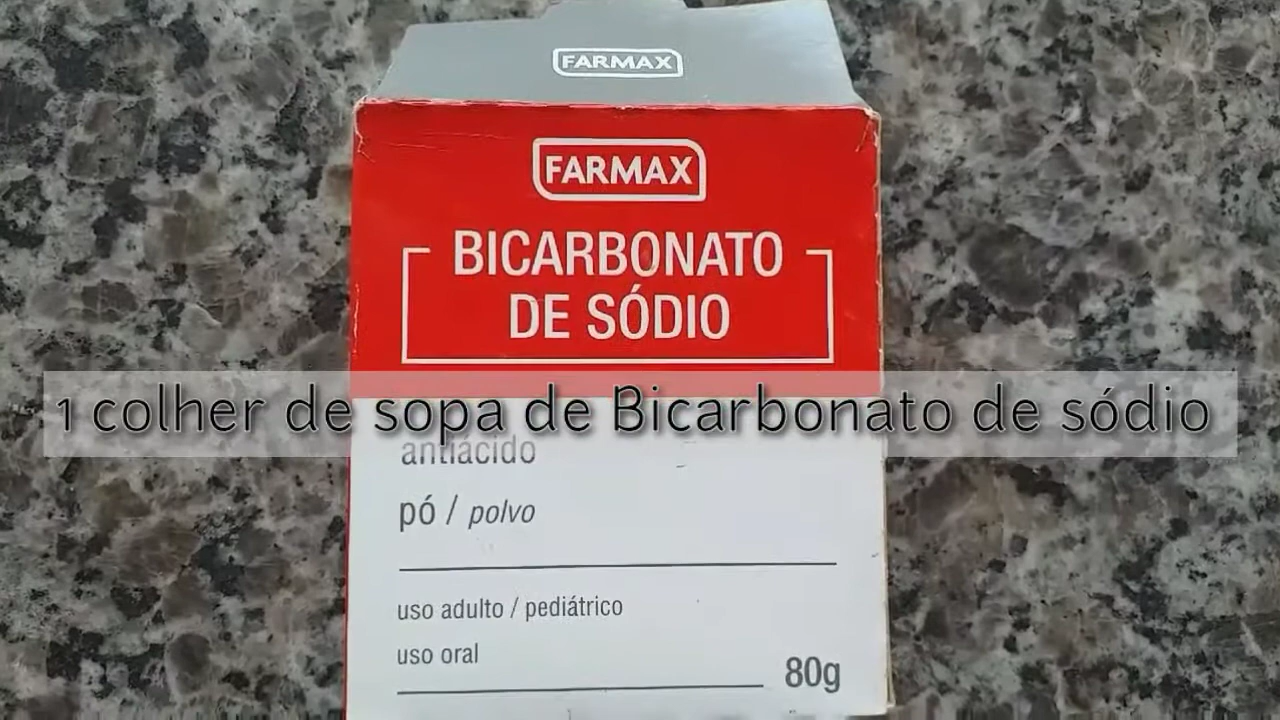 FARMAX
FARMAX
BICARBONATO
DE SÓDIO
1 colher de sopa de Bicarbonato de sódio
antiácido
pó / polvo
uso adulto / pediátrico
uso oral
80g